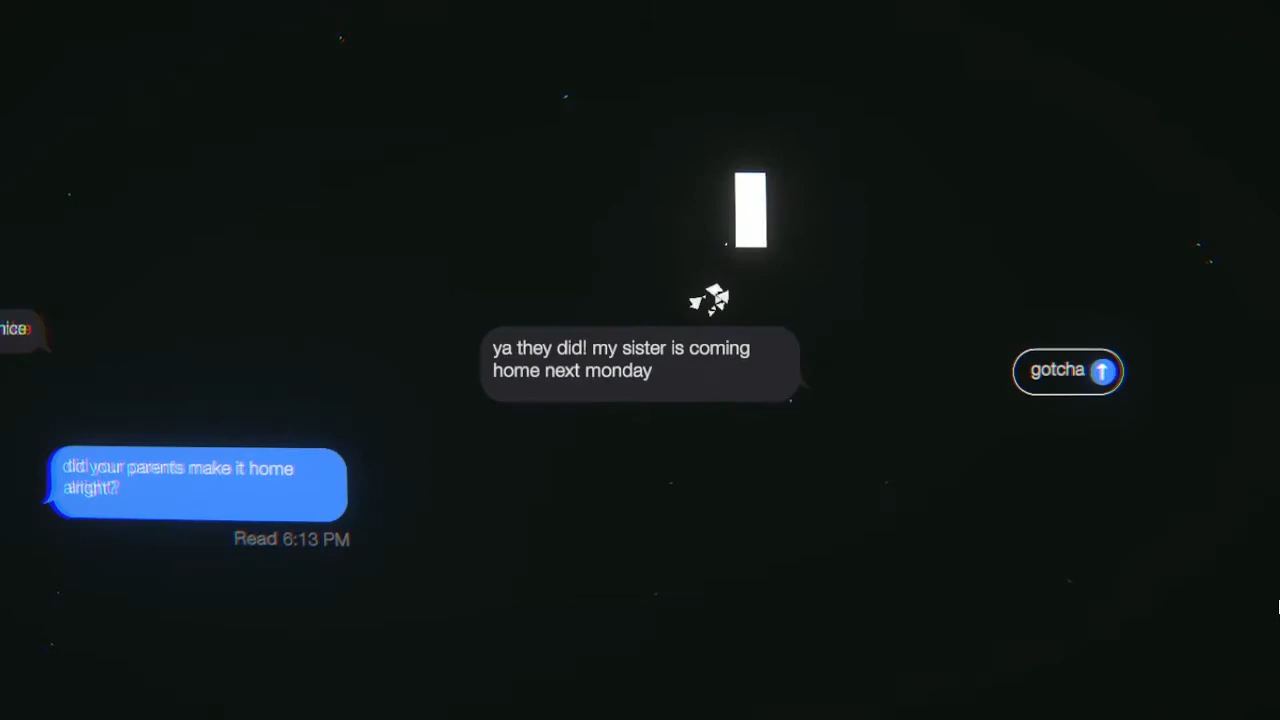 nice
ya they did! my sister is coming
home next monday
gotcha
did your parents make it home
alright?
Read 6:13 PM